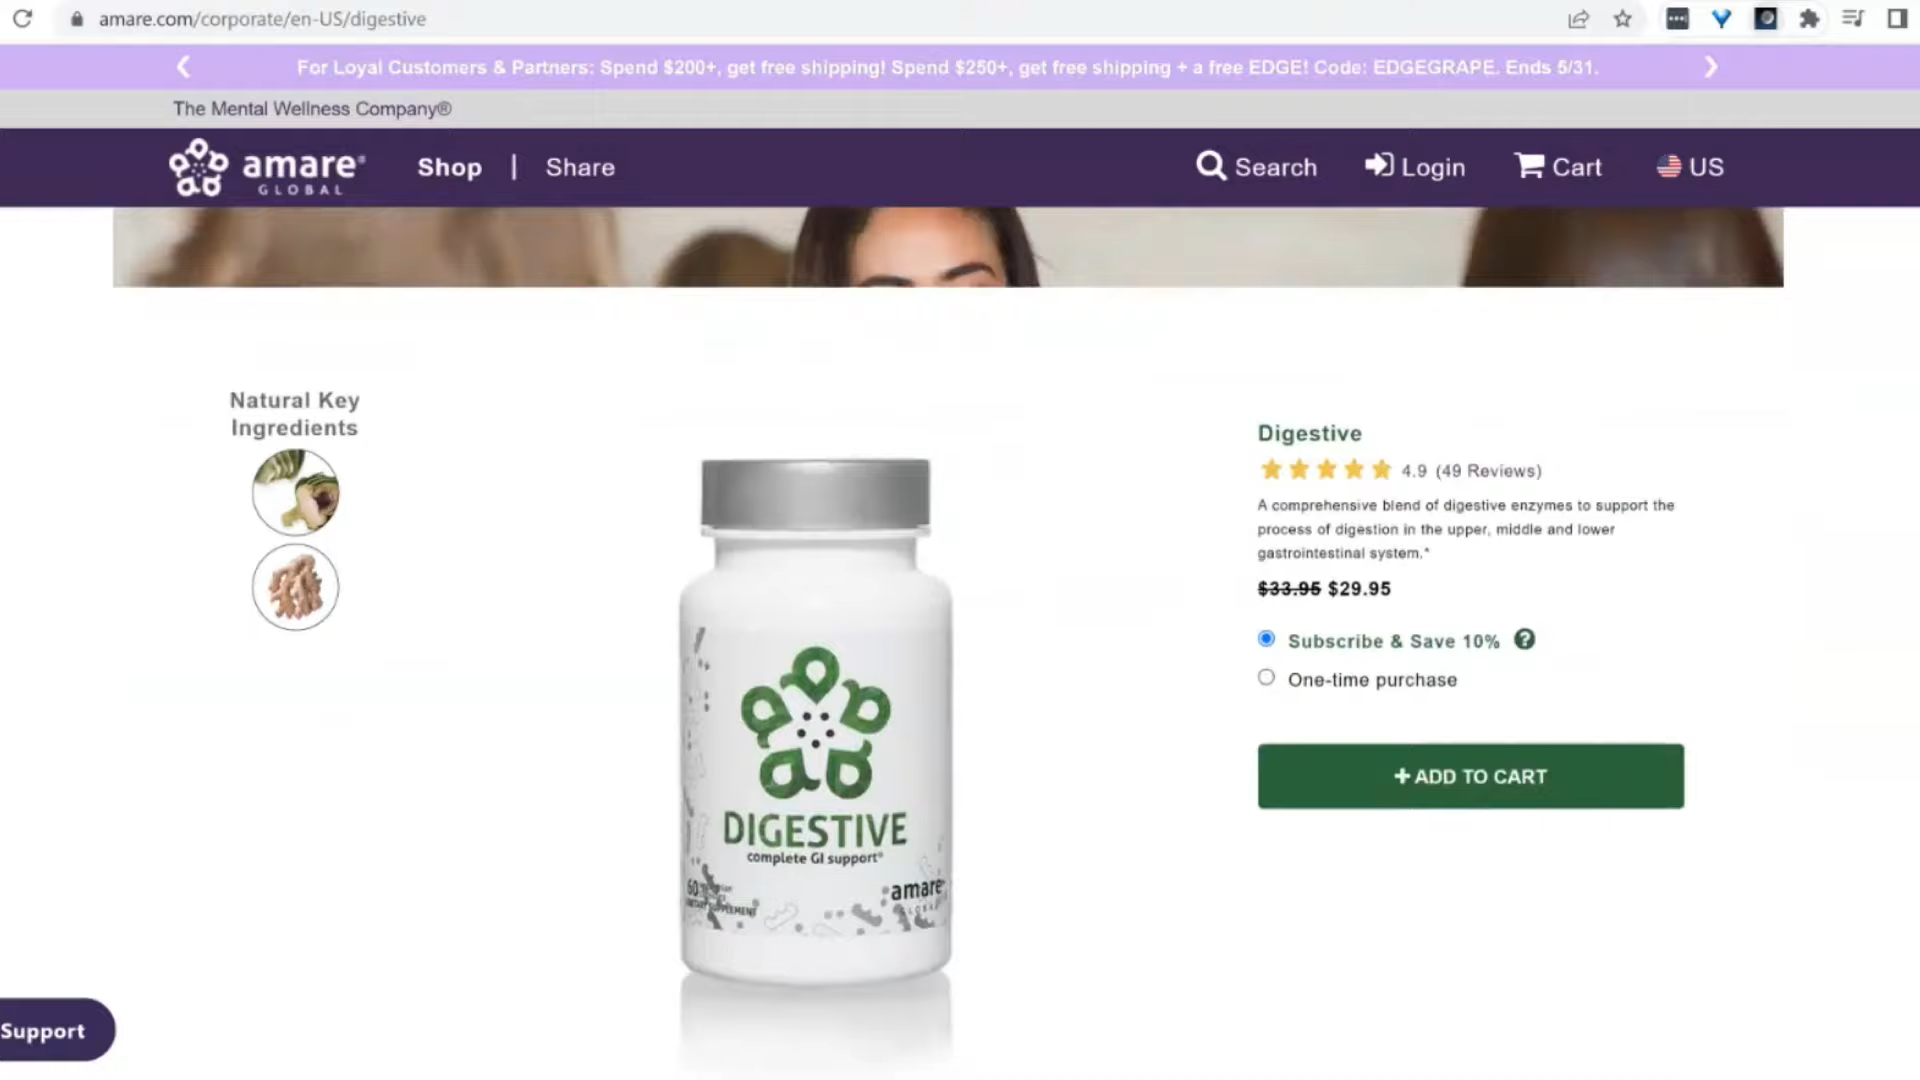 amare.com/corporate/en-US/digestive
For Loyal Customers & Partners: Spend $200+, get free shipping! Spend $250+, get free shipping + a free EDGE! Code: EDGEGRAPE. Ends 5/31.
The Mental Wellness Company®
amare®
GLOBAL
Shop | Share
Search
Login
Cart
US
Natural Key
Ingredients
DIGESTIVE
complete GI support*
60
amare
Digestive
4.9 (49 Reviews)
A comprehensive blend of digestive enzymes to support the
process of digestion in the upper, middle and lower
gastrointestinal system.*
$33.95 $29.95
Subscribe & Save 10% ?
One-time purchase
+ ADD TO CART
Support